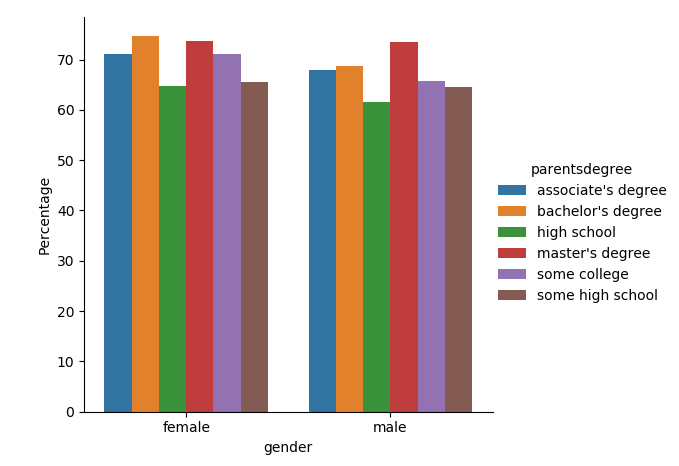 70
60
50
40
30
20
10
0
Percentage
female
male
gender
parentsdegree
associate's degree
bachelor's degree
high school
master's degree
some college
some high school